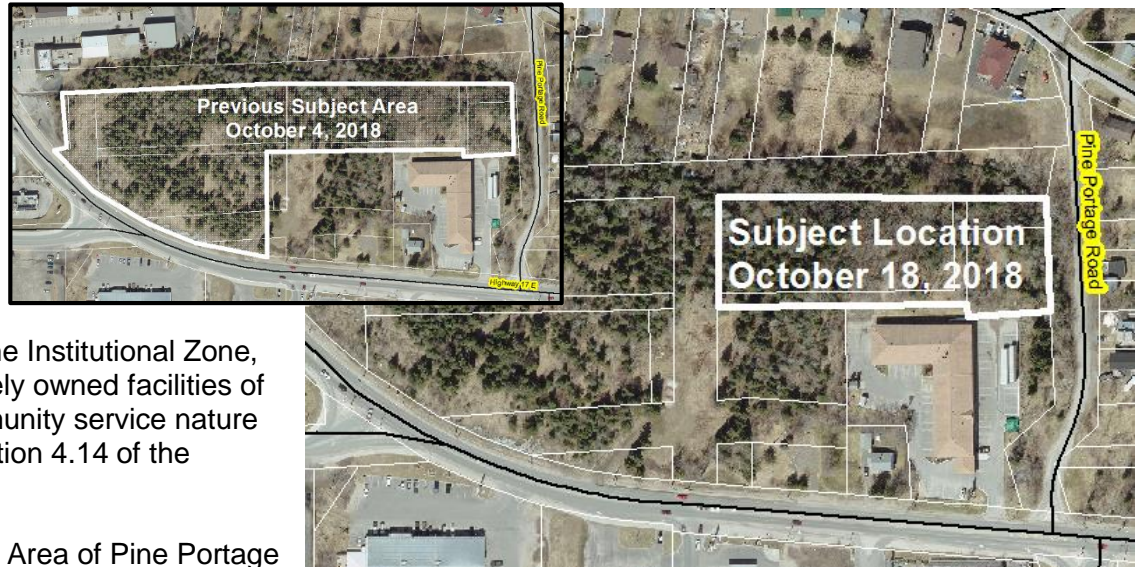 Previous Subject Area
October 4, 2018
Pine Portage Road
Highway 17 E
Subject Location
October 18, 2018
Pine Portage Road
ne Institutional Zone,
ely owned facilities of
munity service nature
tion 4.14 of the
Area of Pine Portage